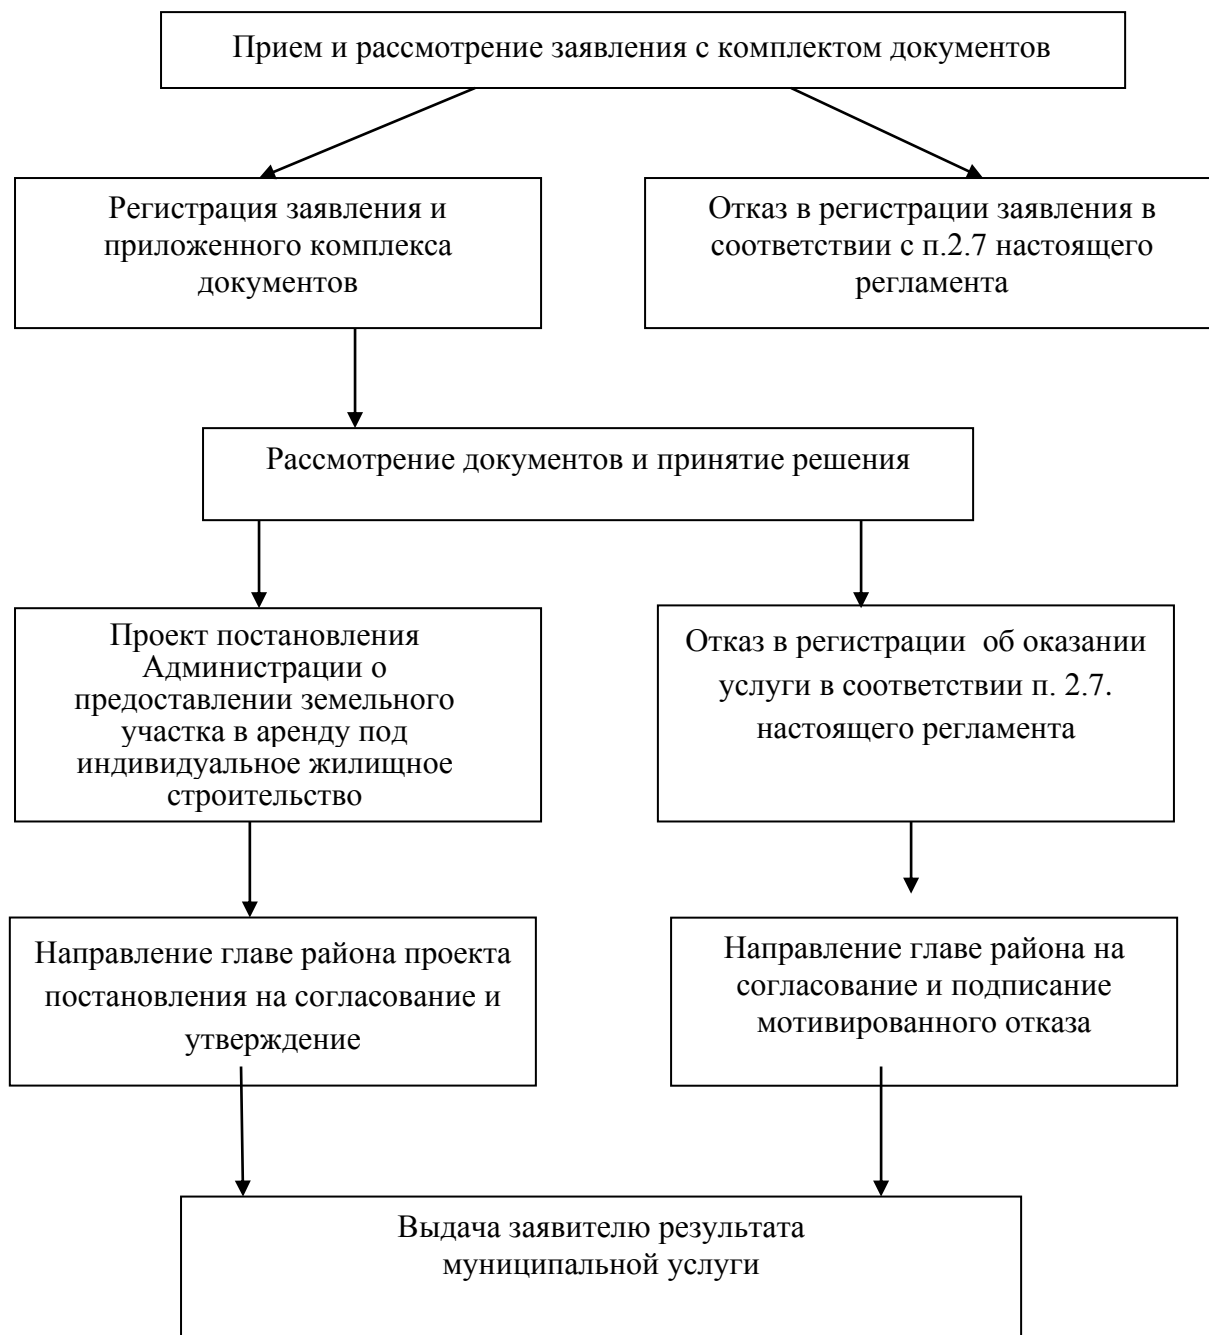 Прием и рассмотрение заявления с комплектом документов
Регистрация заявления и
приложенного комплекса
документов
Отказ в регистрации заявления в
соответствии с п.2.7 настоящего
регламента
Рассмотрение документов и принятие решения
Проект постановления
Администрации о
предоставлении земельного
участка в аренду под
индивидуальное жилищное
строительство
Отказ в регистрации  об оказании
услуги в соответствии п. 2.7.
настоящего регламента
Направление главе района проекта
постановления на согласование и
утверждение
Направление главе района на
согласование и подписание
мотивированного отказа
Выдача заявителю результата
муниципальной услуги